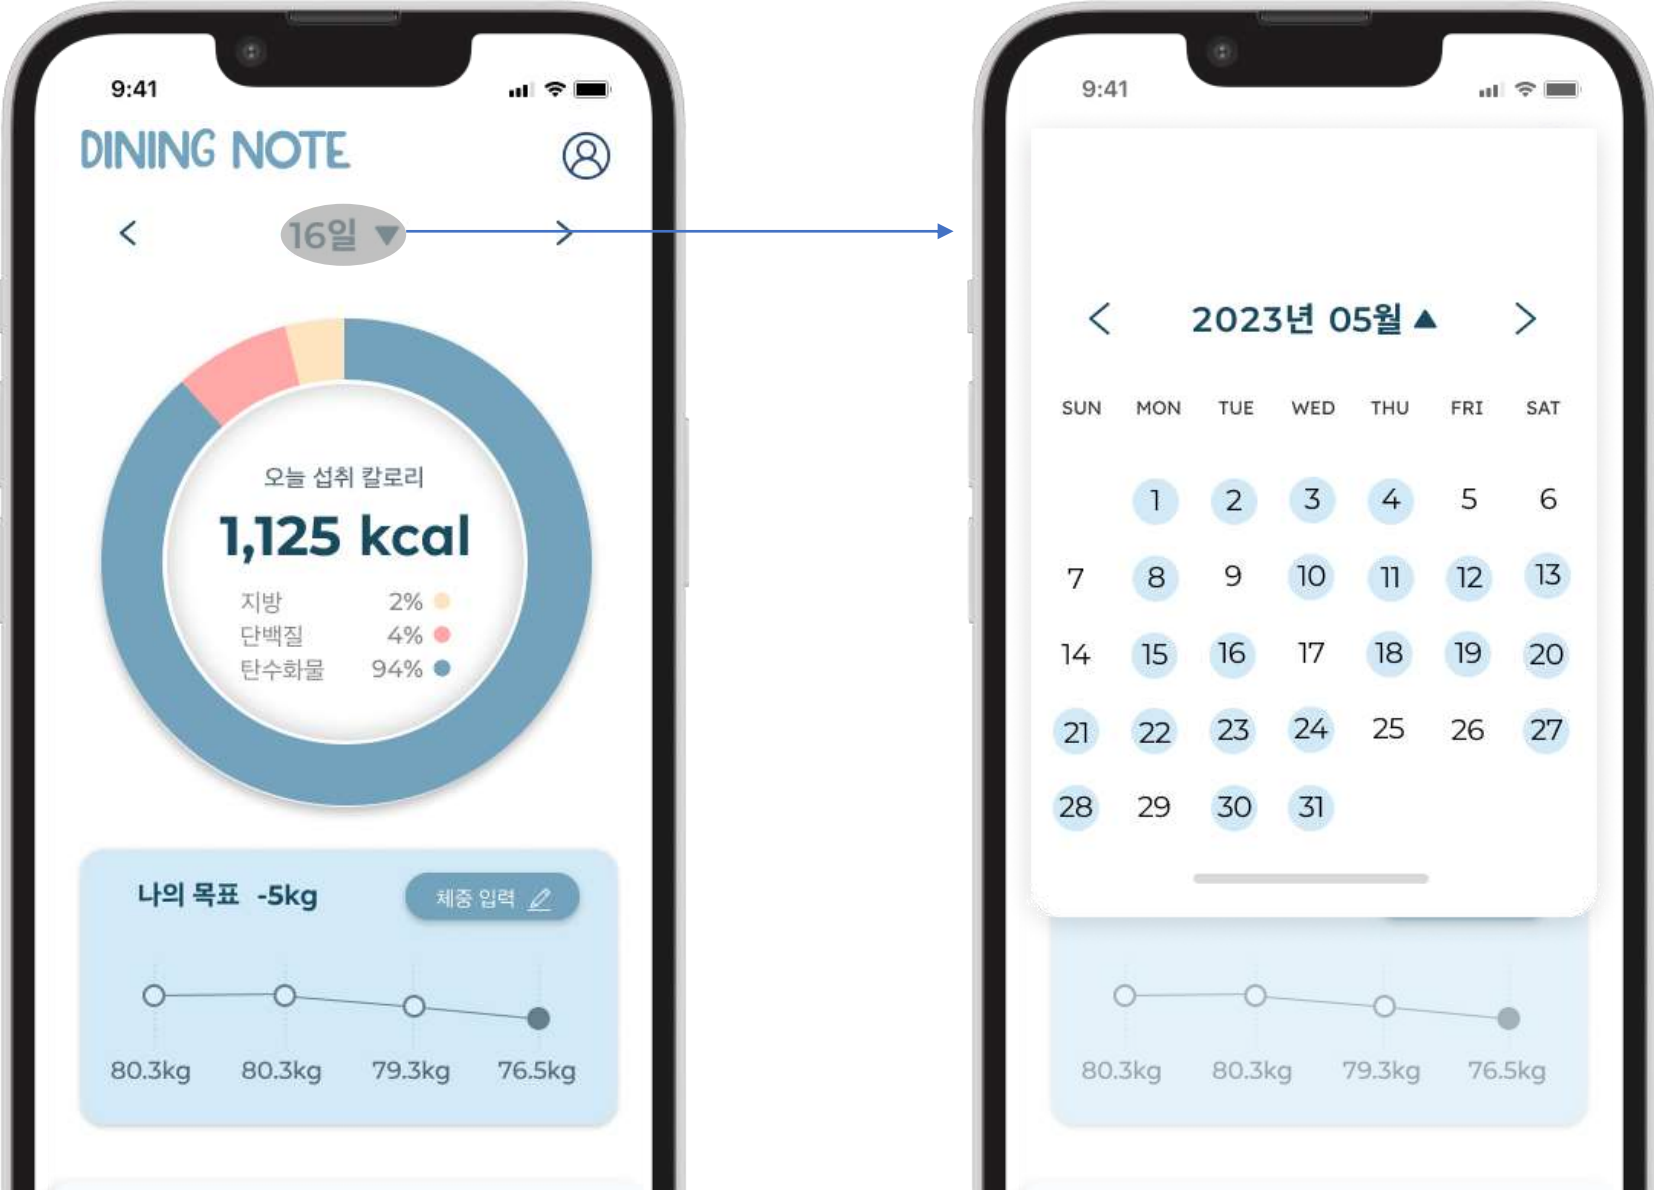 9:41
DINING NOTE
< 16일 ▼ >
오늘 섭취 칼로리
1,125 kcal
지방 2%
단백질 4%
탄수화물 94%
나의 목표 -5kg
체중 입력
80.3kg 80.3kg 79.3kg 76.5kg
9:41
< 2023년 05월 ▲ >
SUN MON TUE WED THU FRI SAT
1 2 3 4 5 6
7 8 9 10 11 12 13
14 15 16 17 18 19 20
21 22 23 24 25 26 27
28 29 30 31
80.3kg 80.3kg 79.3kg 76.5kg